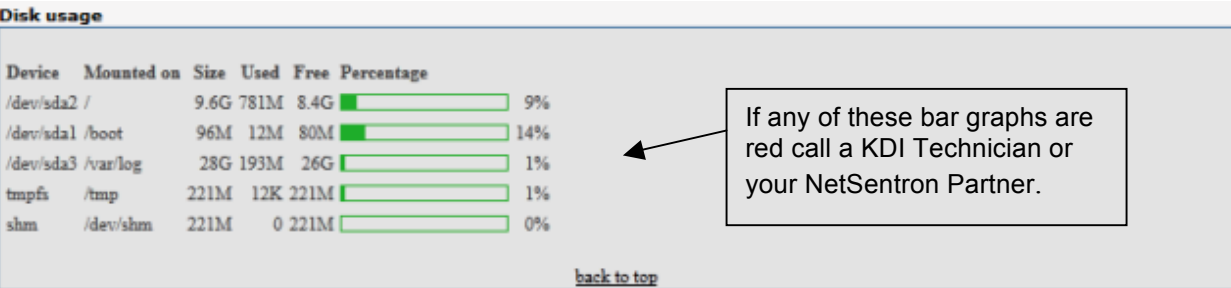 Disk usage
Device Mounted on Size Used Free Percentage
/dev/sda2 / 9.6G 781M 8.4G 9%
/dev/sda1 /boot 96M 12M 80M 14%
/dev/sda3 /var/log 28G 193M 26G 1%
tmpfs /tmp 221M 12K 221M 1%
shm /dev/shm 221M 0 221M 0%
If any of these bar graphs are
red call a KDI Technician or
your NetSentron Partner.
back to top